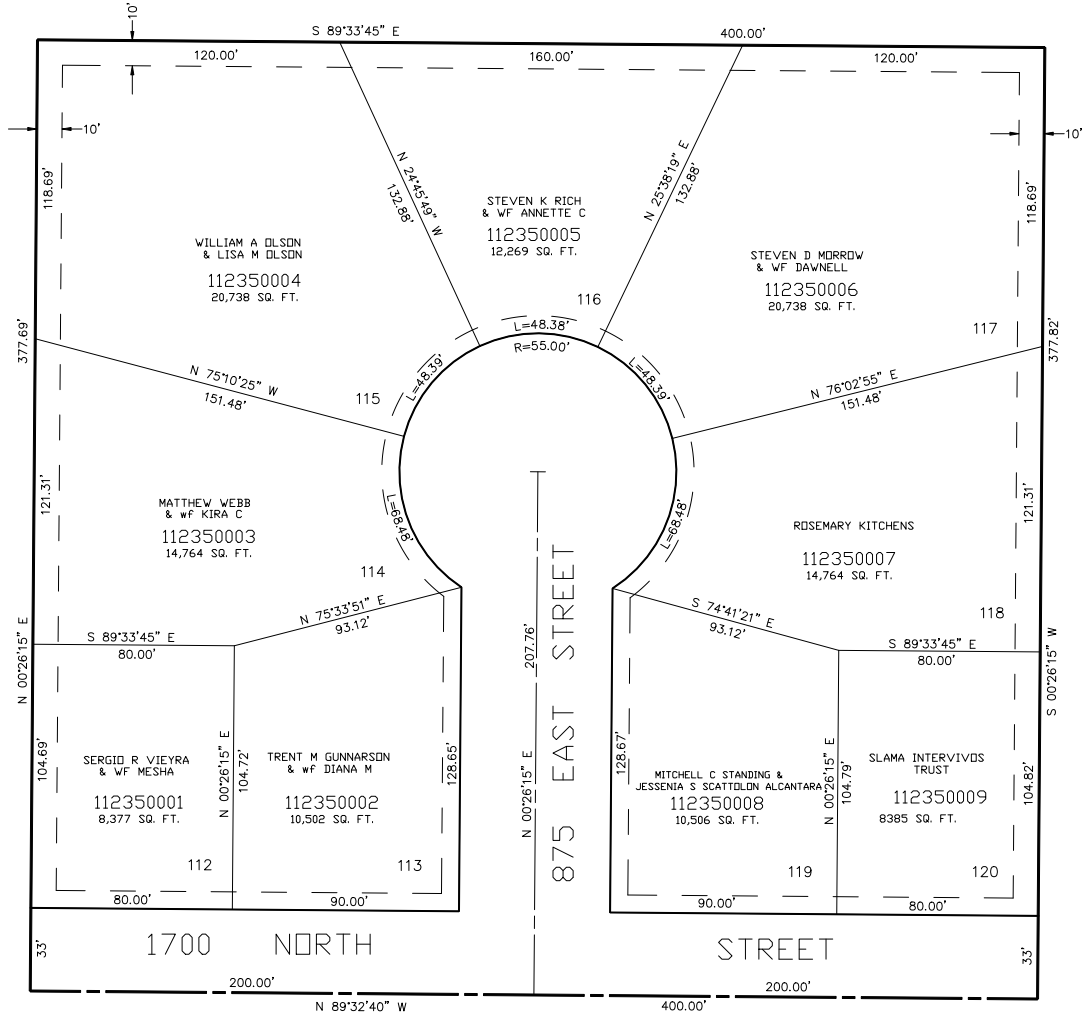 10'
S 89°33'45" E
400.00'
120.00'
160.00'
120.00'
10'
10'
118.69'
N 24°45'49" W
132.88'
N 25°38'19" E
132.88'
118.69'
STEVEN K RICH
& WF ANNETTE C
112350005
12,269 SQ. FT.
116
WILLIAM A OLSON
& LISA M OLSON
112350004
20,738 SQ. FT.
115
STEVEN D MORROW
& WF DAWNELL
112350006
20,738 SQ. FT.
117
L=48.38'
R=55.00'
L=48.39'
L=48.39'
377.69'
377.82'
N 75°10'25" W
151.48'
N 76°02'55" E
151.48'
121.31'
MATTHEW WEBB
& wf KIRA C
112350003
14,764 SQ. FT.
114
L=68.48'
L=68.48'
ROSEMARY KITCHENS
112350007
14,764 SQ. FT.
118
121.31'
N 75°33'51" E
93.12'
S 74°41'21" E
93.12'
S 89°33'45" E
80.00'
S 89°33'45" E
80.00'
N 00°26'15" E
S 00°26'15" W
207.76'
N 00°26'15" E
875 EAST STREET
104.69'
SERGIO R VIEYRA
& WF MESHA
112350001
8,377 SQ. FT.
112
N 00°26'15" E
104.72'
TRENT M GUNNARSON
& wf DIANA M
112350002
10,502 SQ. FT.
113
128.65'
128.67'
MITCHELL C STANDING &
JESSENIA S SCATTOLON ALCANTARA
112350008
10,506 SQ. FT.
119
N 00°26'15" E
104.79'
SLAMA INTERVIVOS
TRUST
112350009
8385 SQ. FT.
120
104.82'
80.00'
90.00'
90.00'
80.00'
33'
1700 NORTH STREET
33'
200.00'
200.00'
N 89°32'40" W
400.00'